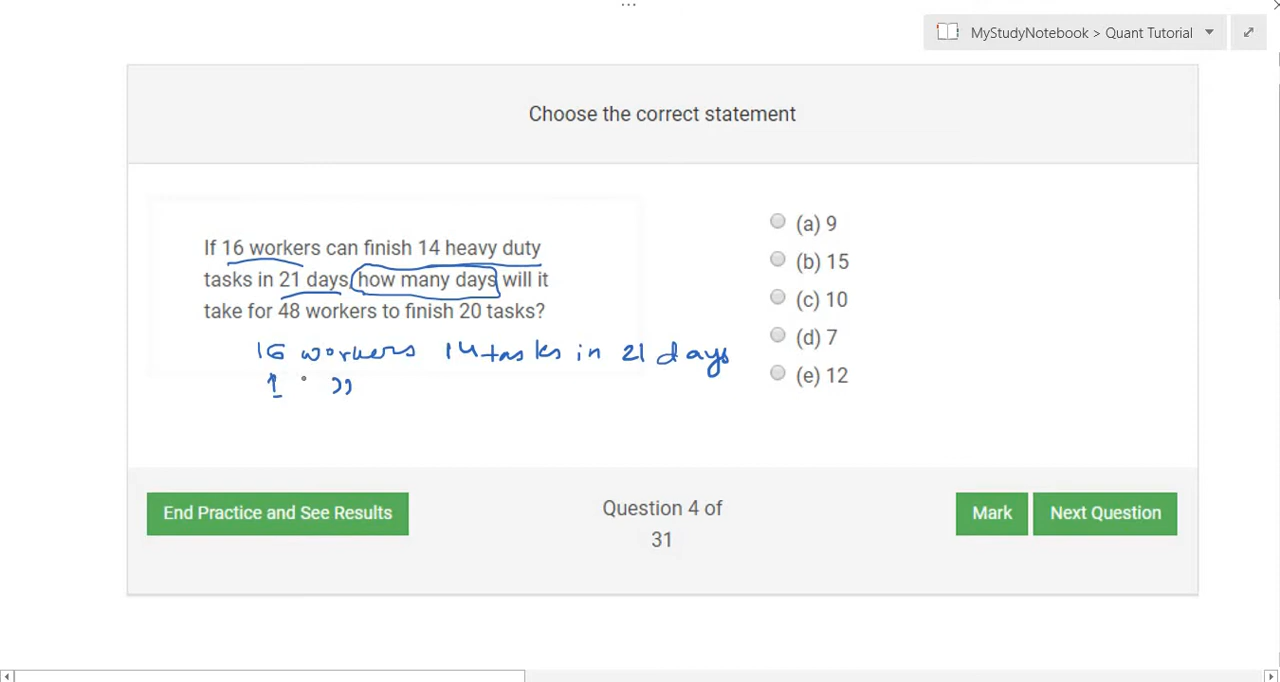 ...
MyStudyNotebook > Quant Tutorial
Choose the correct statement
If 16 workers can finish 14 heavy duty
tasks in 21 days, how many days will it
take for 48 workers to finish 20 tasks?
16 workers 14 tasks in 21 days
1 "
(a) 9
(b) 15
(c) 10
(d) 7
(e) 12
End Practice and See Results
Question 4 of
31
Mark
Next Question